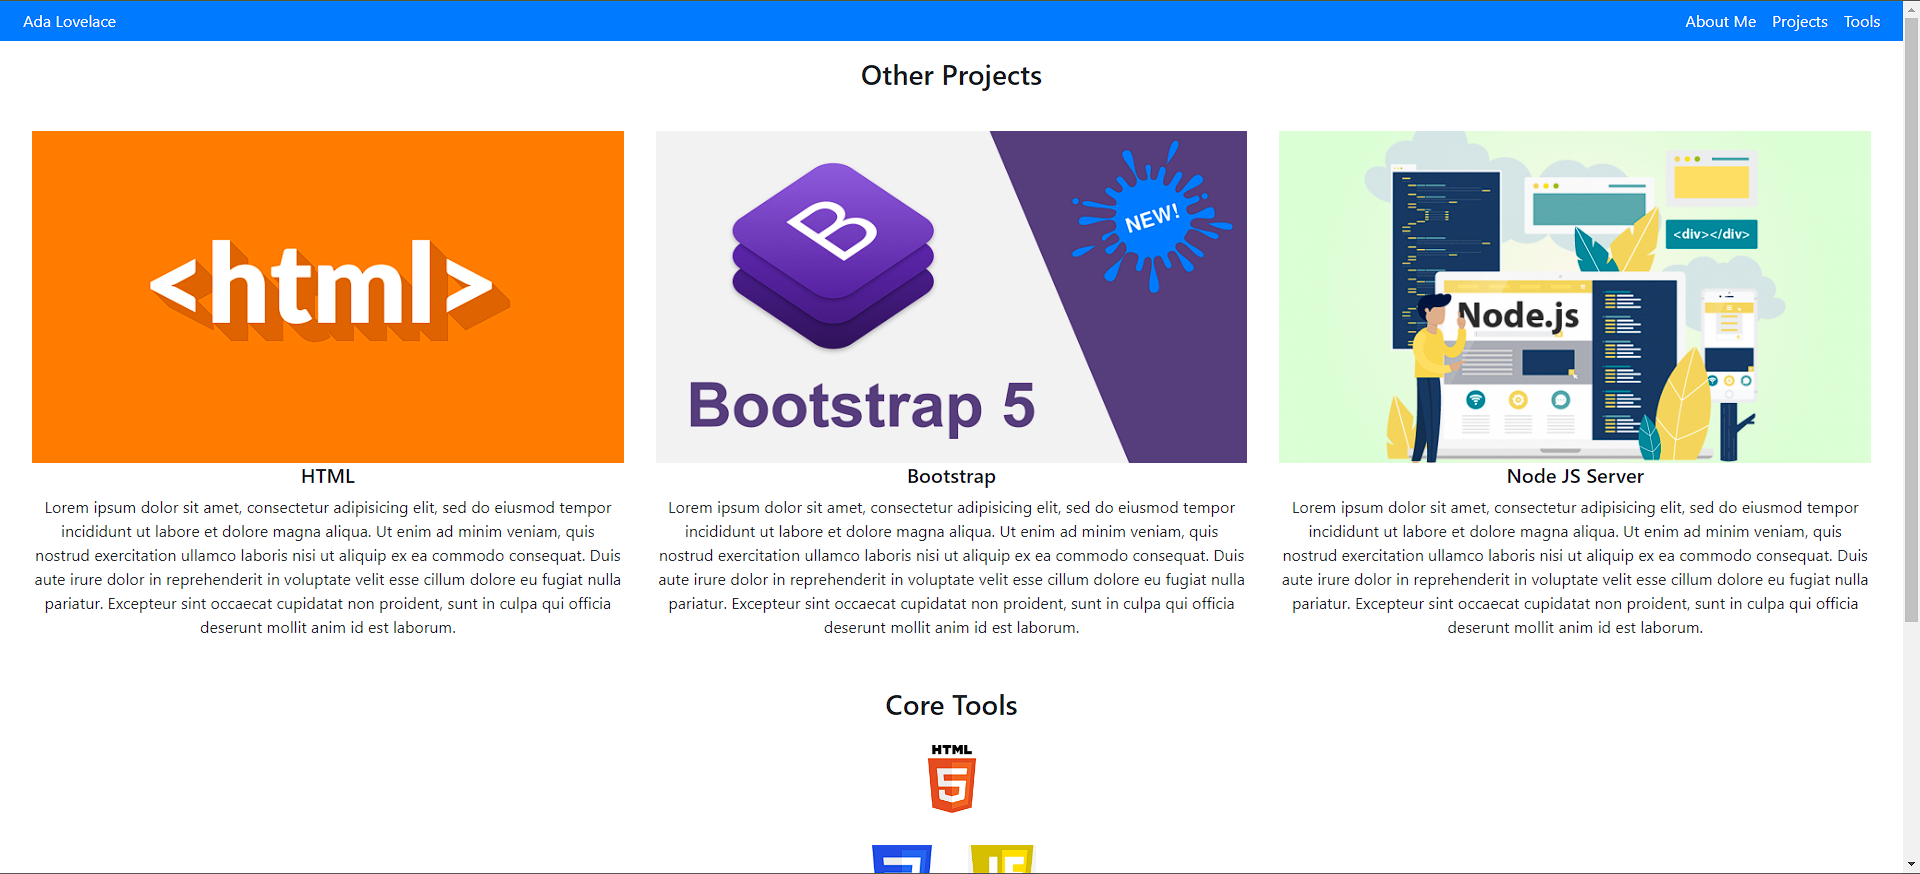 Ada Lovelace
About Me Projects Tools
Other Projects
<html>
B
NEW!
Bootstrap 5
<div></div>
Node.js
HTML
Lorem ipsum dolor sit amet, consectetur adipisicing elit, sed do eiusmod tempor
incididunt ut labore et dolore magna aliqua. Ut enim ad minim veniam, quis
nostrud exercitation ullamco laboris nisi ut aliquip ex ea commodo consequat. Duis
aute irure dolor in reprehenderit in voluptate velit esse cillum dolore eu fugiat nulla
pariatur. Excepteur sint occaecat cupidatat non proident, sunt in culpa qui officia
deserunt mollit anim id est laborum.
Bootstrap
Lorem ipsum dolor sit amet, consectetur adipisicing elit, sed do eiusmod tempor
incididunt ut labore et dolore magna aliqua. Ut enim ad minim veniam, quis
nostrud exercitation ullamco laboris nisi ut aliquip ex ea commodo consequat. Duis
aute irure dolor in reprehenderit in voluptate velit esse cillum dolore eu fugiat nulla
pariatur. Excepteur sint occaecat cupidatat non proident, sunt in culpa qui officia
deserunt mollit anim id est laborum.
Node JS Server
Lorem ipsum dolor sit amet, consectetur adipisicing elit, sed do eiusmod tempor
incididunt ut labore et dolore magna aliqua. Ut enim ad minim veniam, quis
nostrud exercitation ullamco laboris nisi ut aliquip ex ea commodo consequat. Duis
aute irure dolor in reprehenderit in voluptate velit esse cillum dolore eu fugiat nulla
pariatur. Excepteur sint occaecat cupidatat non proident, sunt in culpa qui officia
deserunt mollit anim id est laborum.
Core Tools
HTML
5